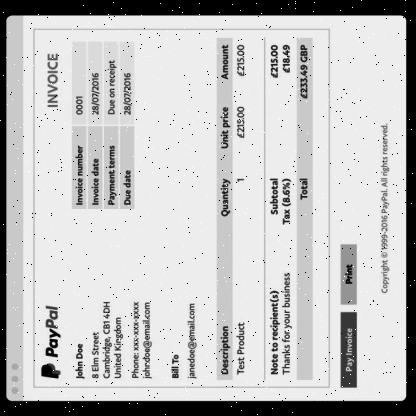 PayPal
INVOICE
John Doe
8 Elm Street
Cambridge, CB1 4DH
United Kingdom
Phone: xxx-xxx-xxxx
johndoe@email.com
Invoice number 0001
Invoice date 28/07/2016
Payment terms Due on receipt
Due date 28/07/2016
Bill To
janedoe@email.com
Description Quantity Unit price Amount
Test Product 1 £215.00 £215.00
Note to recipient(s)
Thanks for your business
Subtotal £215.00
Tax (8.6%) £18.49
Total £233.49 GBP
Pay Invoice Print
Copyright © 1999-2016 PayPal. All rights reserved.